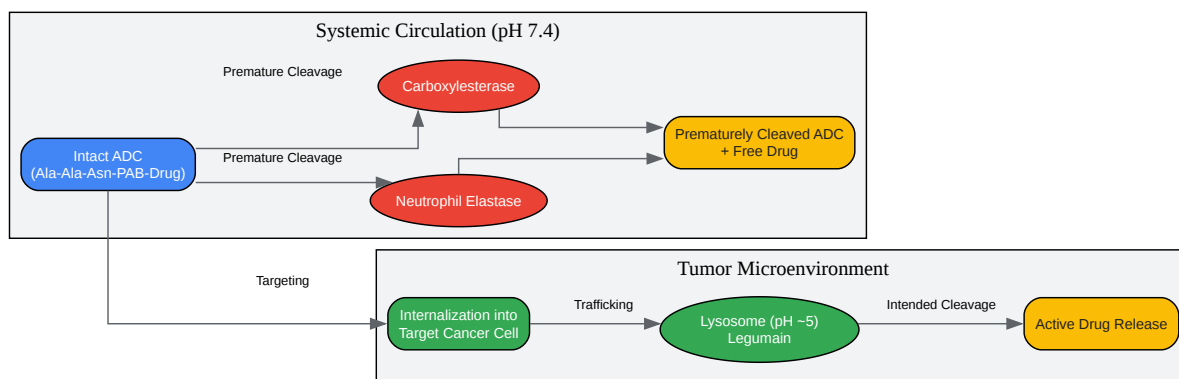 Systemic Circulation (pH 7.4)
Premature Cleavage
Carboxylesterase
Intact ADC
(Ala-Ala-Asn-PAB-Drug)
Premature Cleavage
Neutrophil Elastase
Prematurely Cleaved ADC
+ Free Drug
Targeting
Tumor Microenvironment
Internalization into
Target Cancer Cell
Trafficking
Lysosome (pH ~5)
Legumain
Intended Cleavage
Active Drug Release